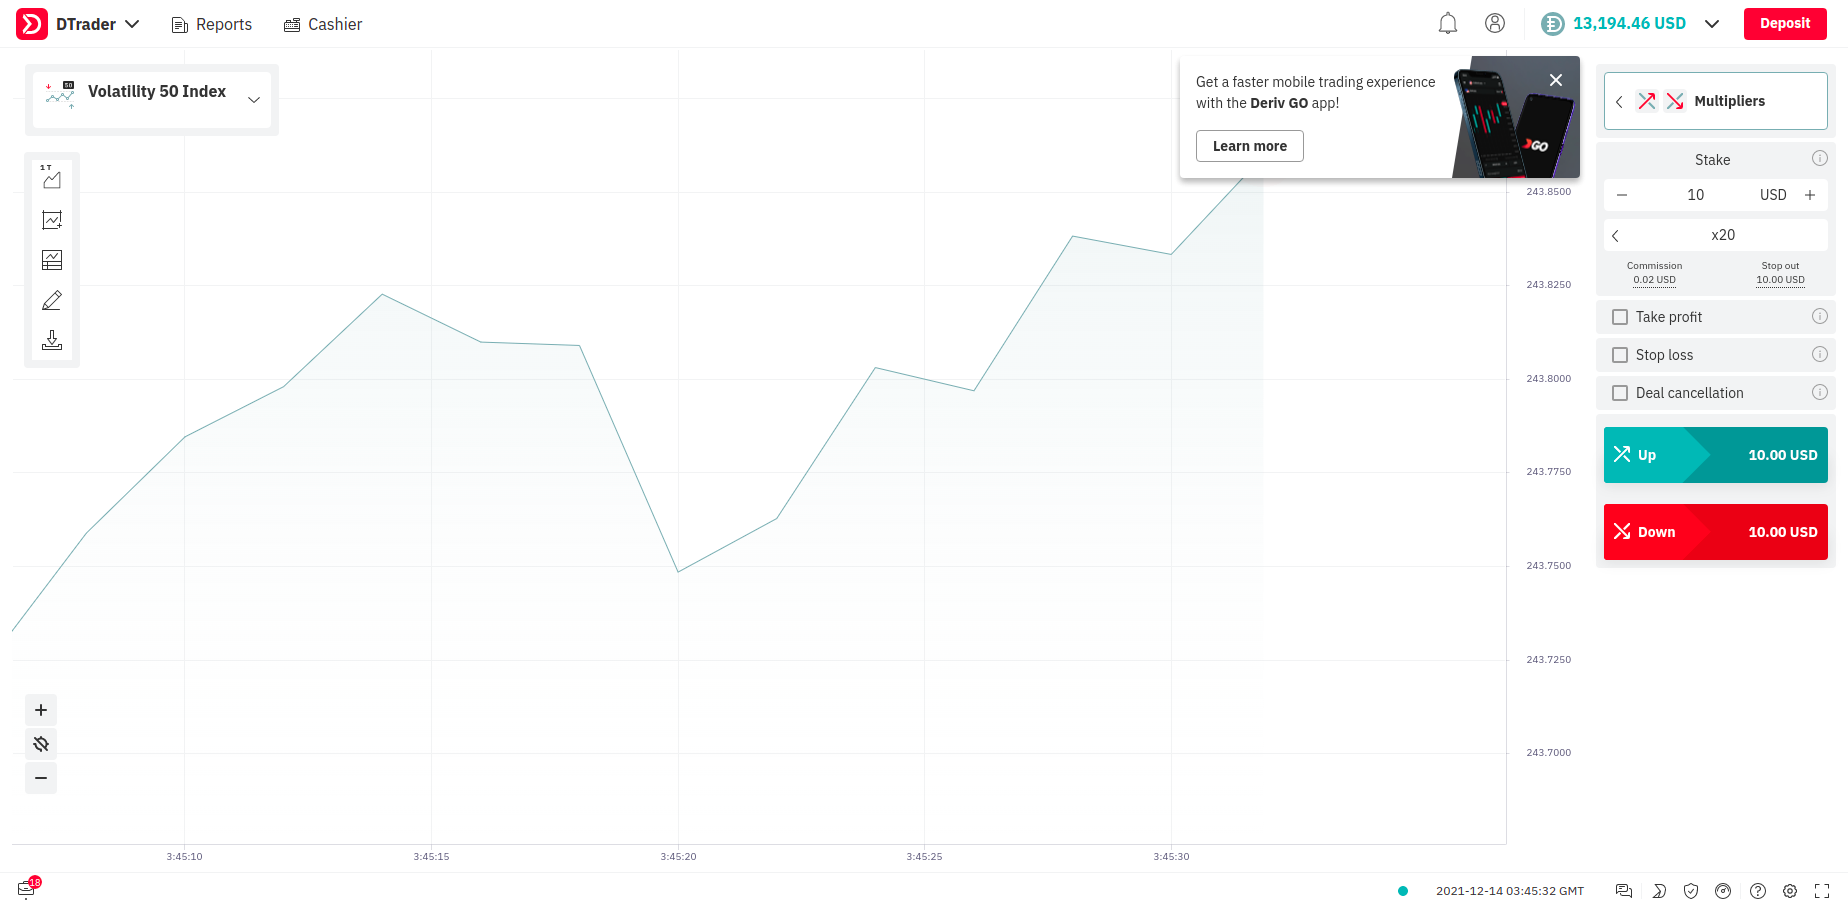 DTrader
Reports
Cashier
13,194.46 USD
Deposit
50
Volatility 50 Index
1T
Get a faster mobile trading experience
with the Deriv GO app!
Learn more
GO
Multipliers
Stake
10
USD
x20
Commission
0.02 USD
Stop out
10.00 USD
Take profit
Stop loss
Deal cancellation
Up
10.00 USD
Down
10.00 USD
243.8500
243.8250
243.8000
243.7750
243.7500
243.7250
243.7000
3:45:10
3:45:15
3:45:20
3:45:25
3:45:30
18
2021-12-14 03:45:32 GMT